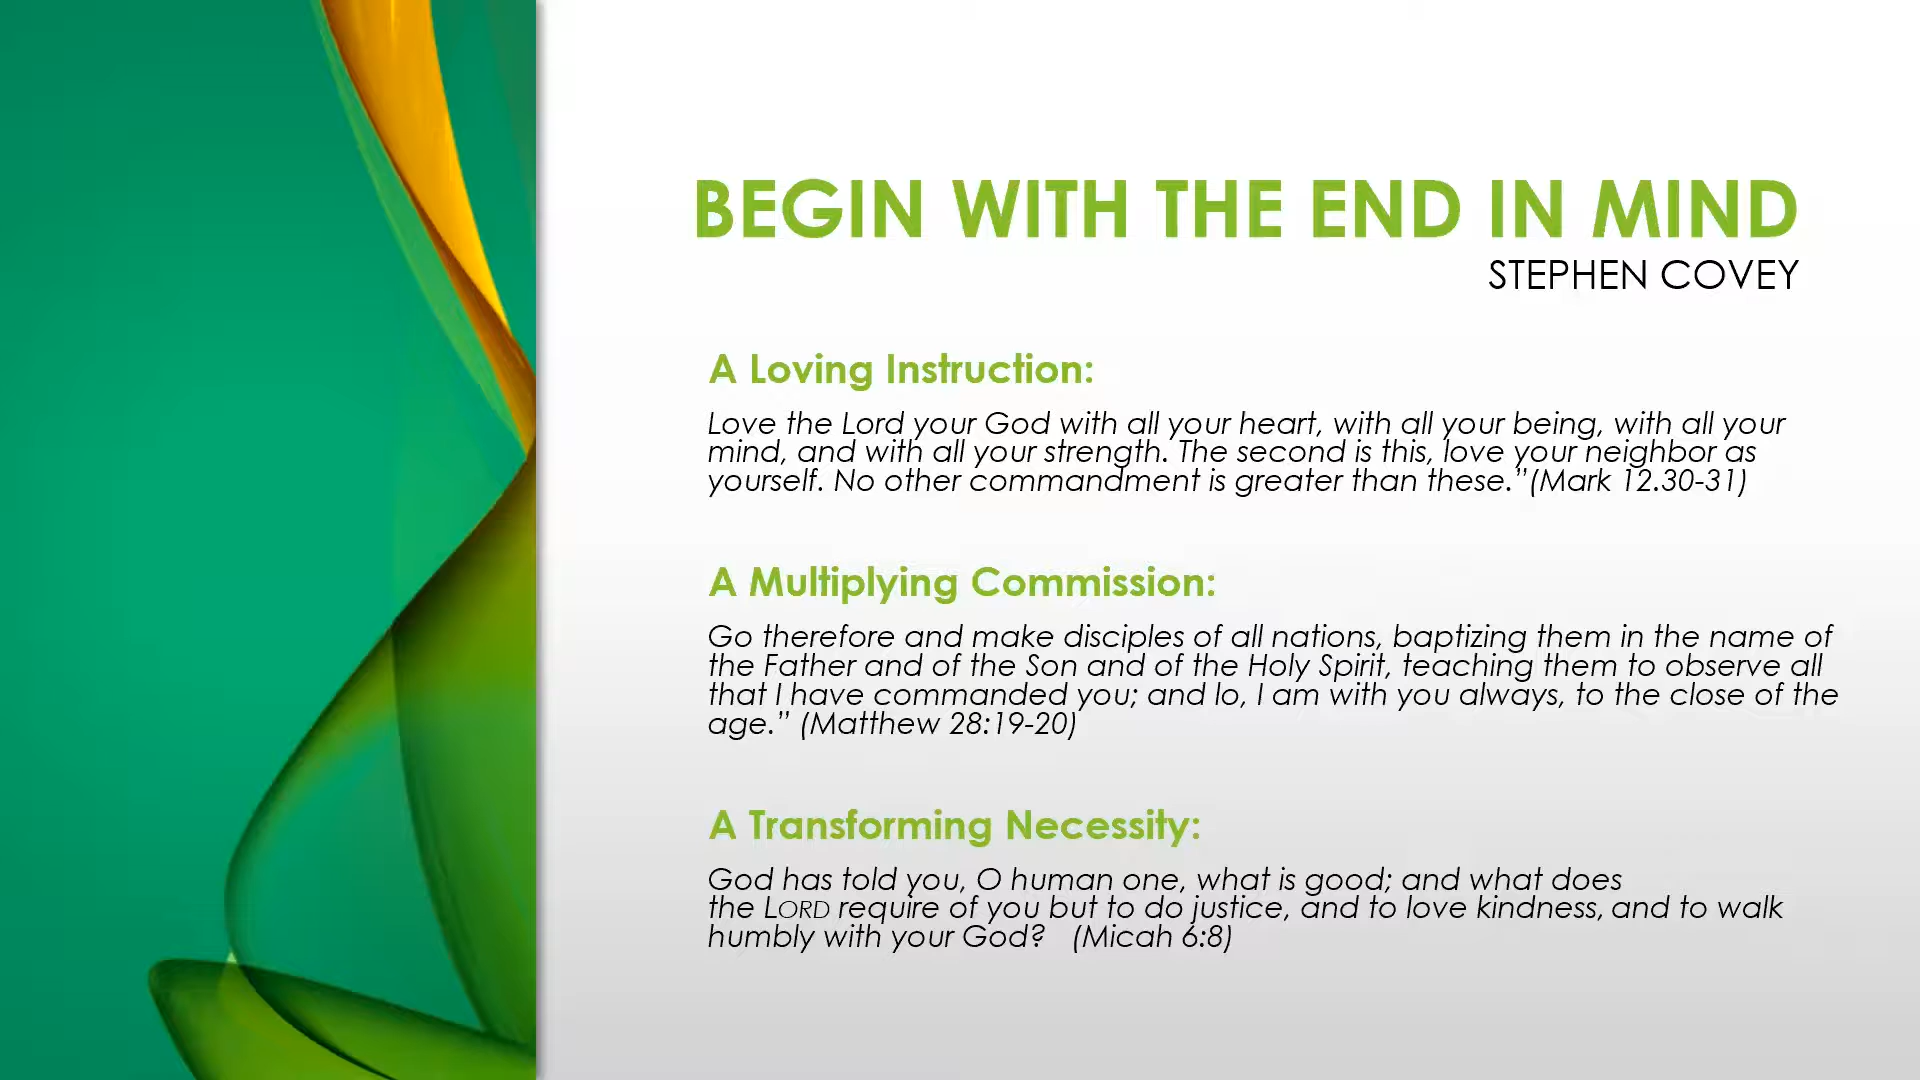 BEGIN WITH THE END IN MIND
STEPHEN COVEY
A Loving Instruction:
Love the Lord your God with all your heart, with all your being, with all your
mind, and with all your strength. The second is this, love your neighbor as
yourself. No other commandment is greater than these.”(Mark 12.30-31)
A Multiplying Commission:
Go therefore and make disciples of all nations, baptizing them in the name of
the Father and of the Son and of the Holy Spirit, teaching them to observe all
that I have commanded you; and lo, I am with you always, to the close of the
age.” (Matthew 28:19-20)
A Transforming Necessity:
God has told you, O human one, what is good; and what does
the LORD require of you but to do justice, and to love kindness, and to walk
humbly with your God? (Micah 6:8)